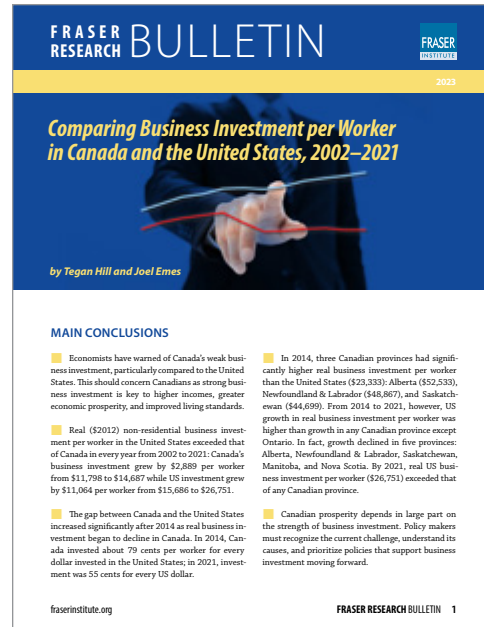 FRASER
RESEARCH BULLETIN
FRASER
INSTITUTE
2023
Comparing Business Investment per Worker
in Canada and the United States, 2002–2021
by Tegan Hill and Joel Emes
MAIN CONCLUSIONS
Economists have warned of Canada's weak busi-
ness investment, particularly compared to the United
States. This should concern Canadians as strong busi-
ness investment is key to higher incomes, greater
economic prosperity, and improved living standards.
Real ($2012) non-residential business invest-
ment per worker in the United States exceeded that
of Canada in every year from 2002 to 2021: Canada's
business investment grew by $2,889 per worker
from $11,798 to $14,687 while US investment grew
by $11,064 per worker from $15,686 to $26,751.
The gap between Canada and the United States
increased significantly after 2014 as real business in-
vestment began to decline in Canada. In 2014, Can-
ada invested about 79 cents per worker for every
dollar invested in the United States; in 2021, invest-
ment was 55 cents for every US dollar.
In 2014, three Canadian provinces had signifi-
cantly higher real business investment per worker
than the United States ($23,333): Alberta ($52,533),
Newfoundland & Labrador ($48,867), and Saskatch-
ewan ($44,699). From 2014 to 2021, however, US
growth in real business investment per worker was
higher than growth in any Canadian province except
Ontario. In fact, growth declined in five provinces:
Alberta, Newfoundland & Labrador, Saskatchewan,
Manitoba, and Nova Scotia. By 2021, real US busi-
ness investment per worker ($26,751) exceeded that
of any Canadian province.
Canadian prosperity depends in large part on
the strength of business investment. Policy makers
must recognize the current challenge, understand its
causes, and prioritize policies that support business
investment moving forward.
fraserinstitute.org
FRASER RESEARCH BULLETIN 1